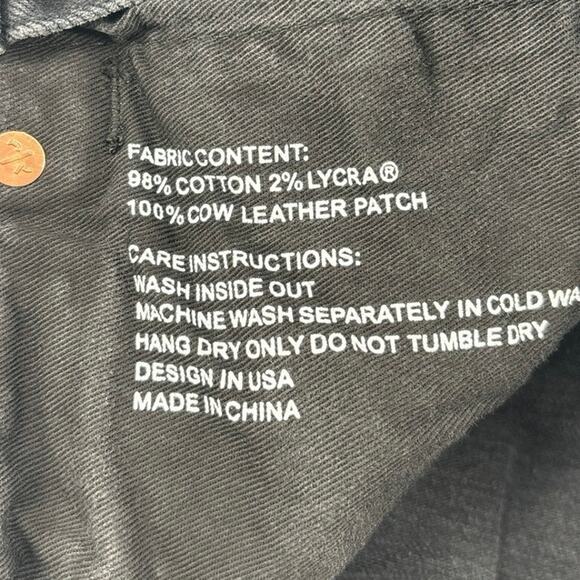 FABRIC CONTENT:
98% COTTON 2% LYCRA®
100% COW LEATHER PATCH
CARE INSTRUCTIONS:
WASH INSIDE OUT
MACHINE WASH SEPARATELY IN COLD WA
HANG DRY ONLY DO NOT TUMBLE DRY
DESIGN IN USA
MADE IN CHINA